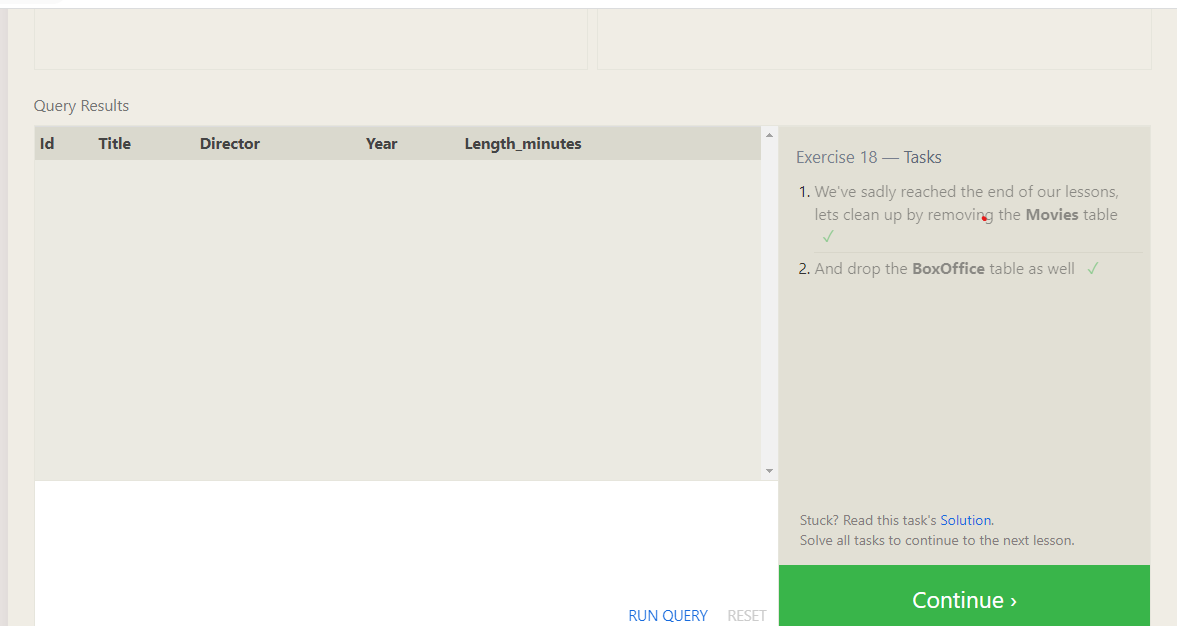 Query Results
Id Title Director Year Length_minutes
Exercise 18 — Tasks
1. We've sadly reached the end of our lessons,
lets clean up by removing the Movies table
✓
2. And drop the BoxOffice table as well ✓
Stuck? Read this task's Solution.
Solve all tasks to continue to the next lesson.
Continue ›
RUN QUERY RESET